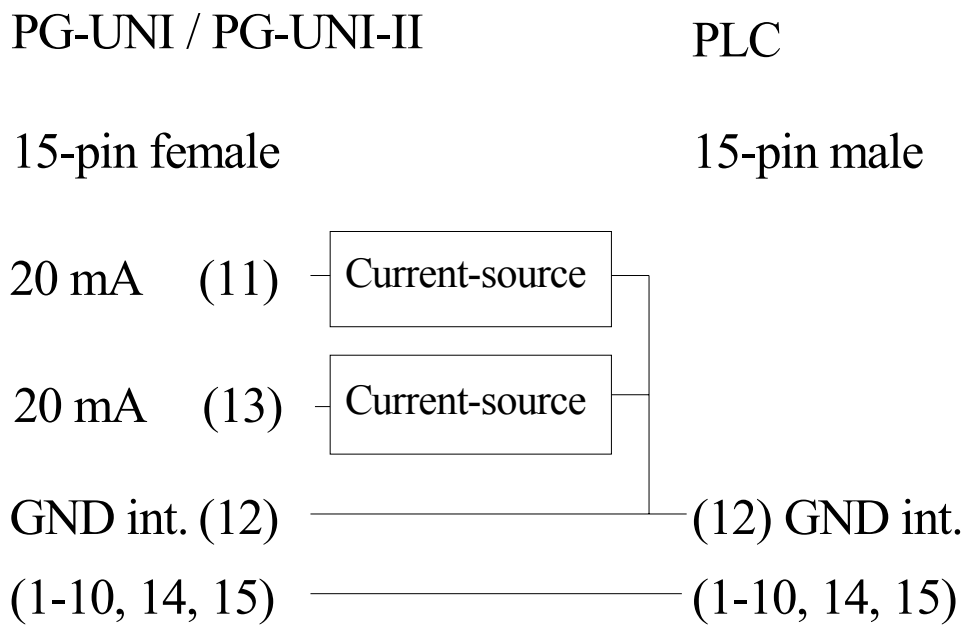 PG-UNI / PG-UNI-II PLC
15-pin female 15-pin male
20 mA (11) Current-source
20 mA (13) Current-source
GND int. (12) (12) GND int.
(1-10, 14, 15) (1-10, 14, 15)